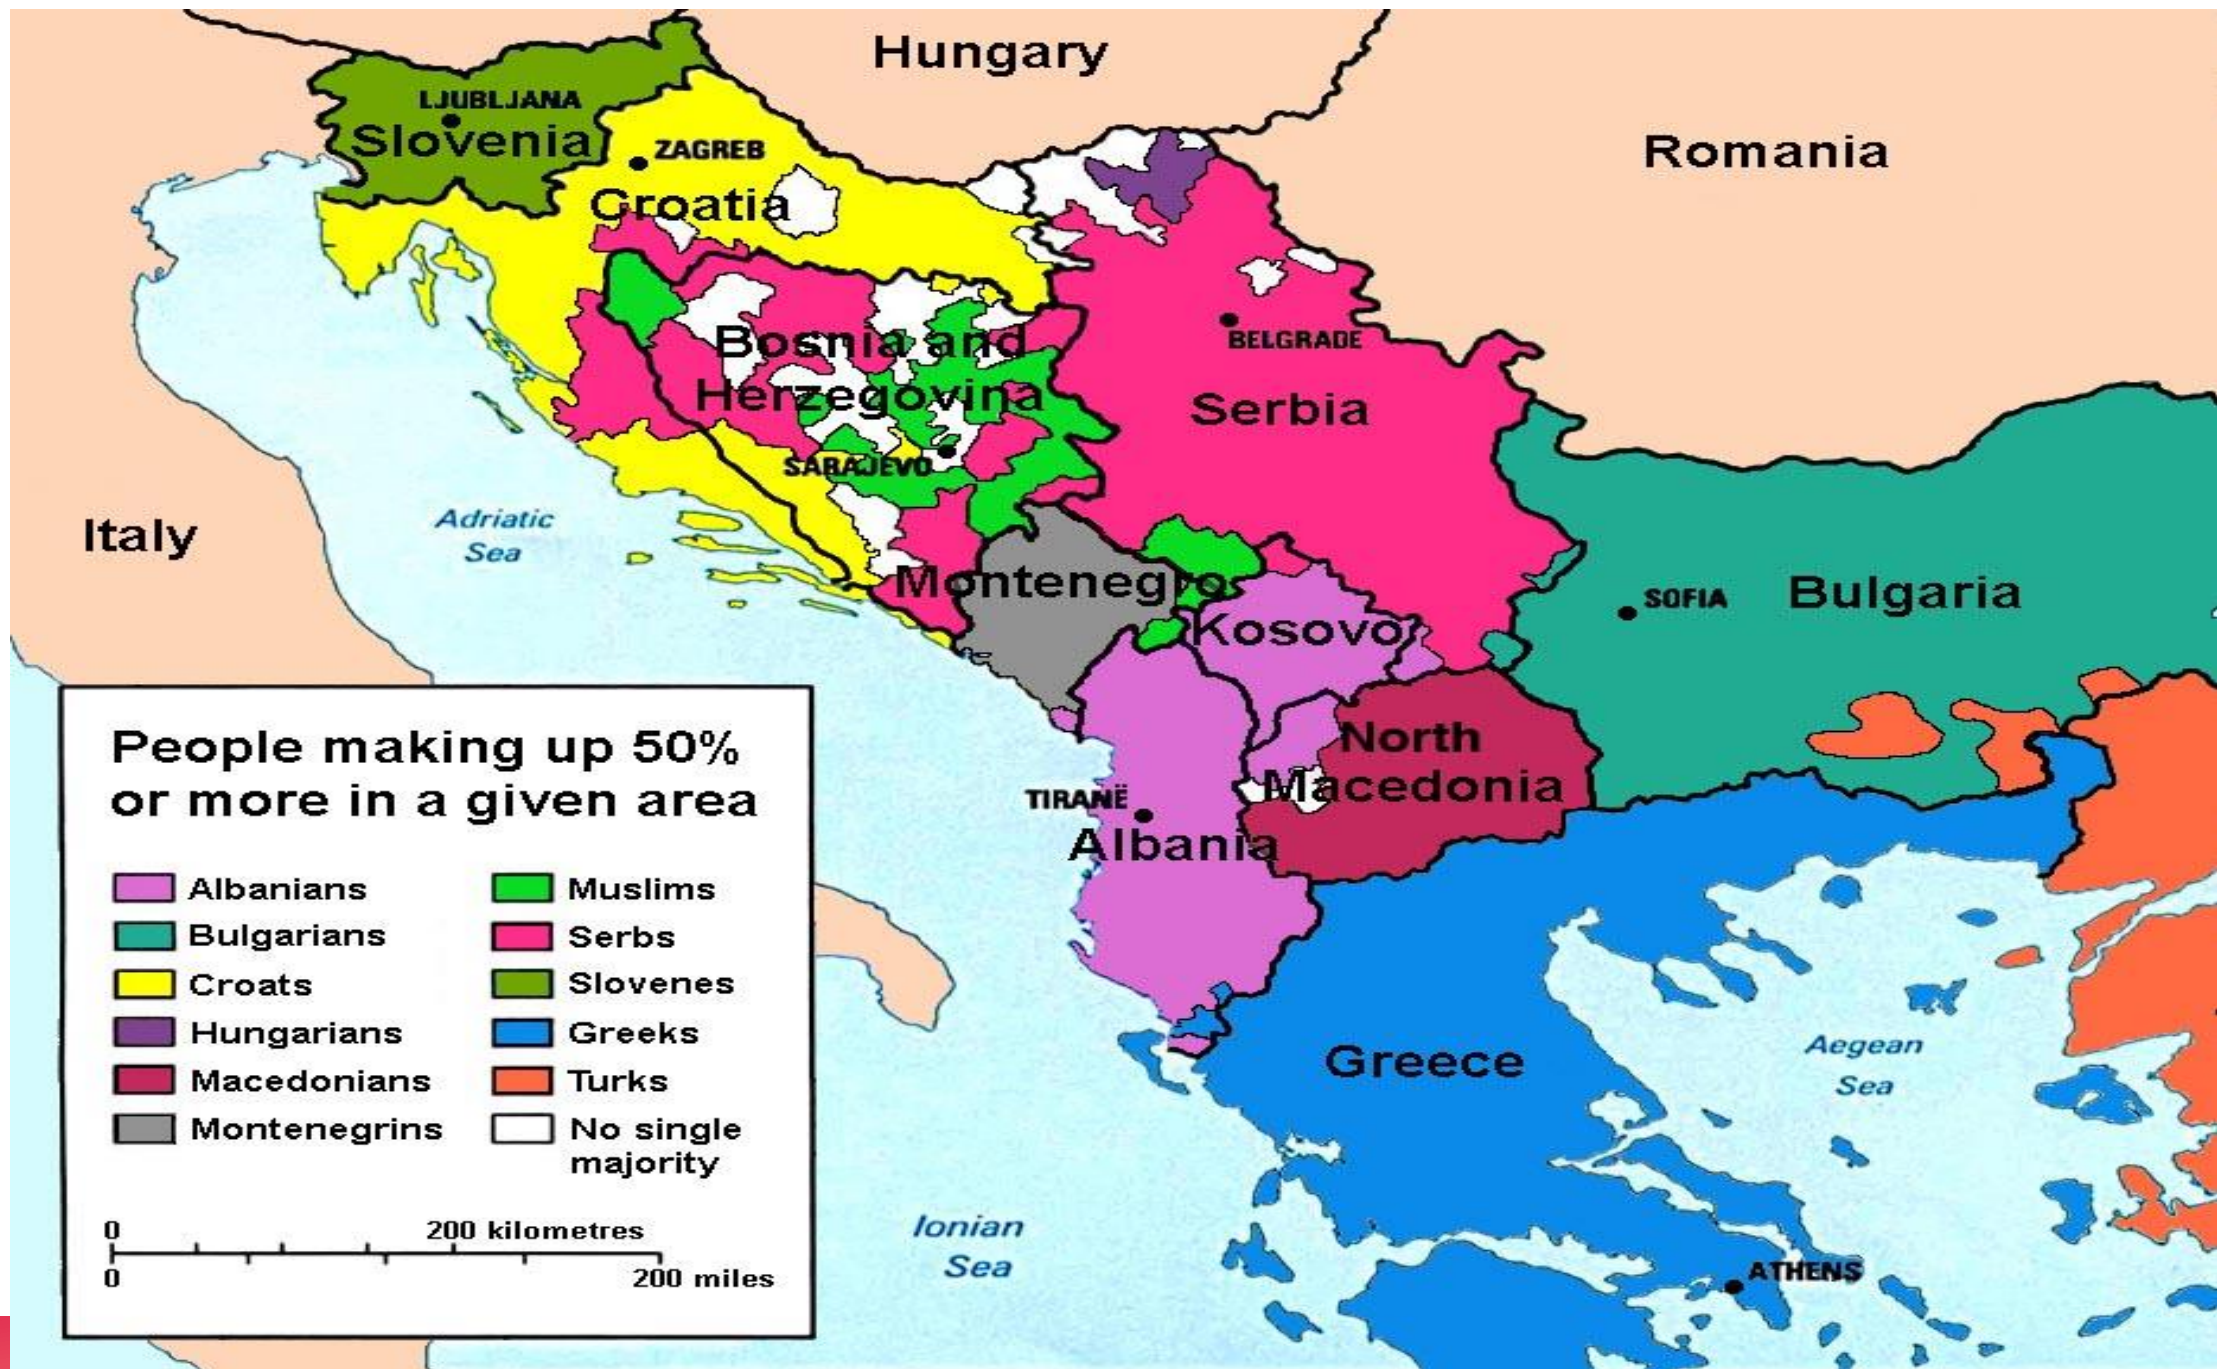 Hungary
LJUBLJANA
Slovenia
ZAGREB
Romania
Croatia
Bosnia and
BELGRADE
Herzegovina
Serbia
SARAJEVO
Adriatic
Sea
Italy
Montenegro
SOFIA
Bulgaria
Kosovo
North
Macedonia
TIRANË
Albania
Greece
Aegean
Sea
Ionian
Sea
ATHENS
People making up 50%
or more in a given area
Albanians
Bulgarians
Croats
Hungarians
Macedonians
Montenegrins
Muslims
Serbs
Slovenes
Greeks
Turks
No single
majority
0 200 kilometres
0 200 miles